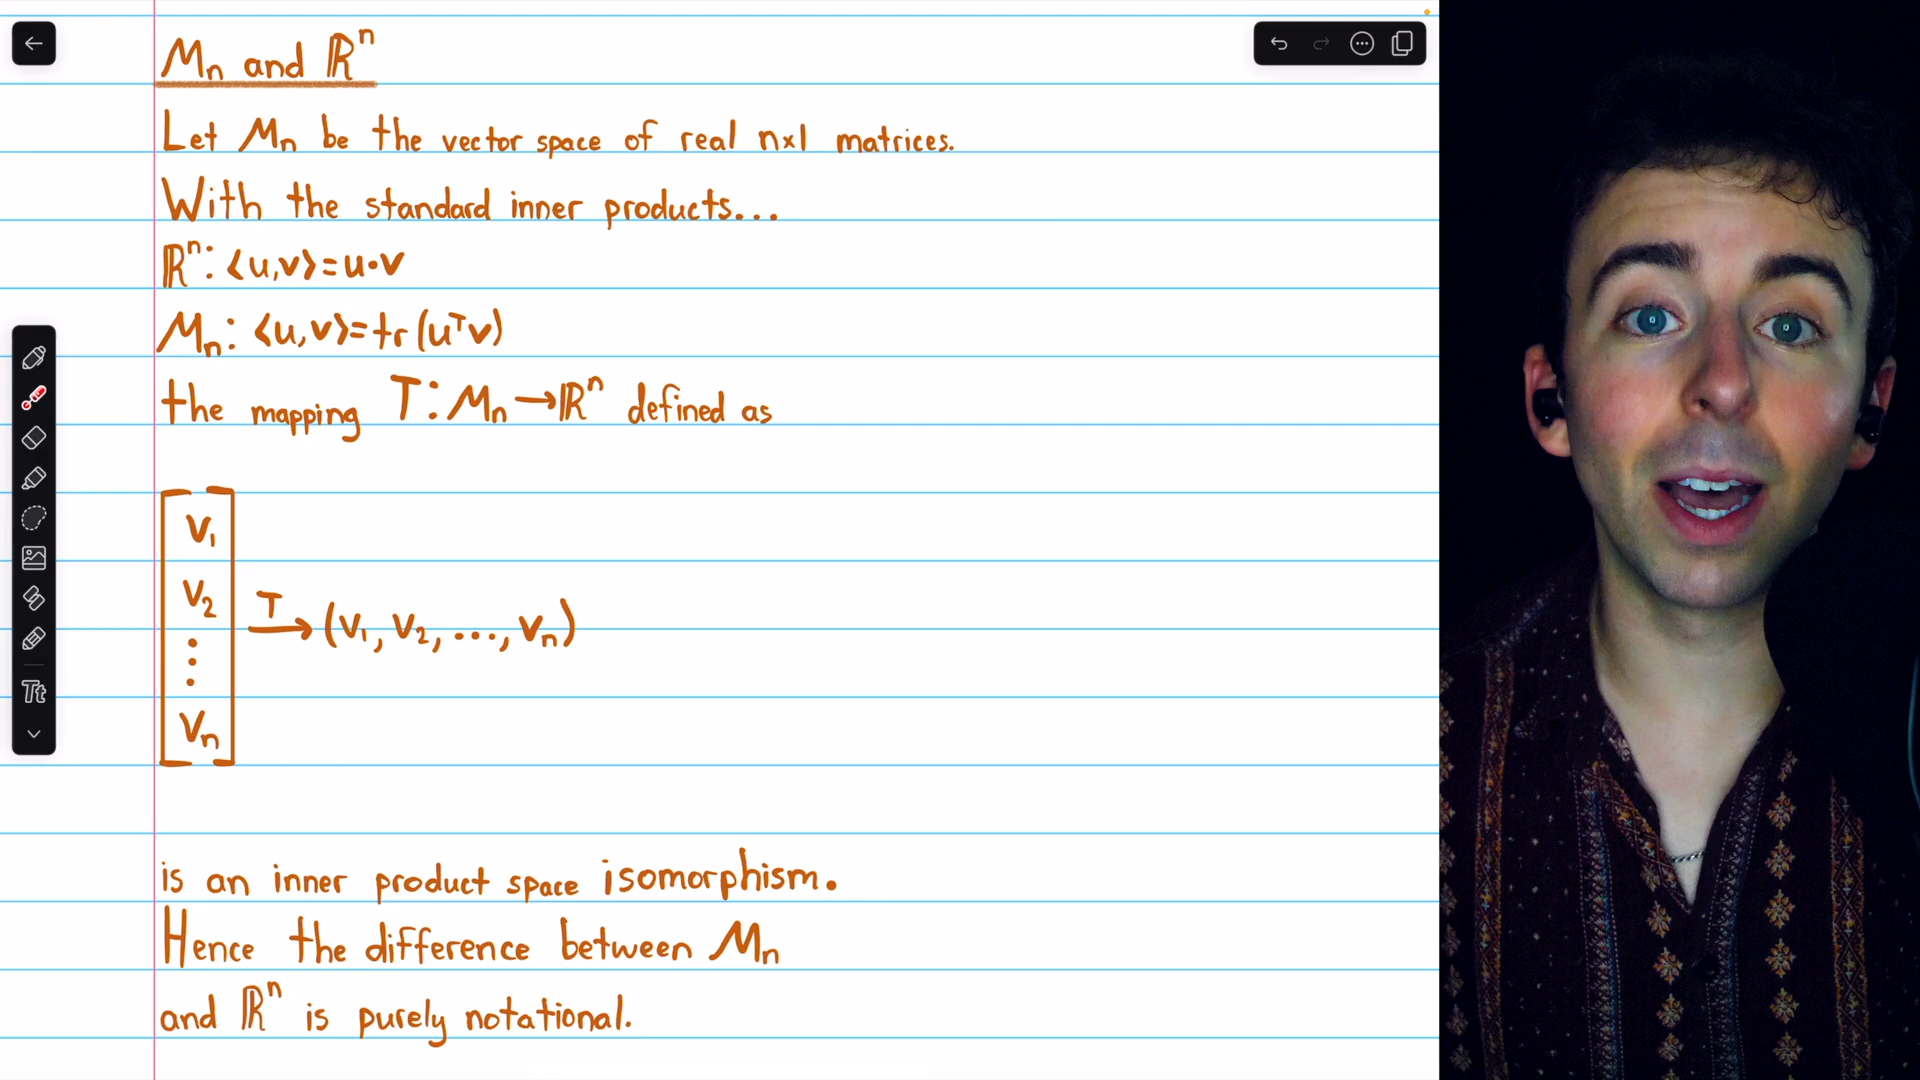 Mn and ℝⁿ
Let Mn be the vector space of real n×1 matrices.
With the standard inner products...
ℝⁿ: ⟨u,v⟩=u·v
Mn: ⟨u,v⟩=tr(uᵀv)
the mapping T: Mn→ℝⁿ defined as
V₁
V₂
⋮
Vn
T→ (V₁, V₂, ..., Vn)
is an inner product space isomorphism.
Hence the difference between Mn
and ℝⁿ is purely notational.
Tt